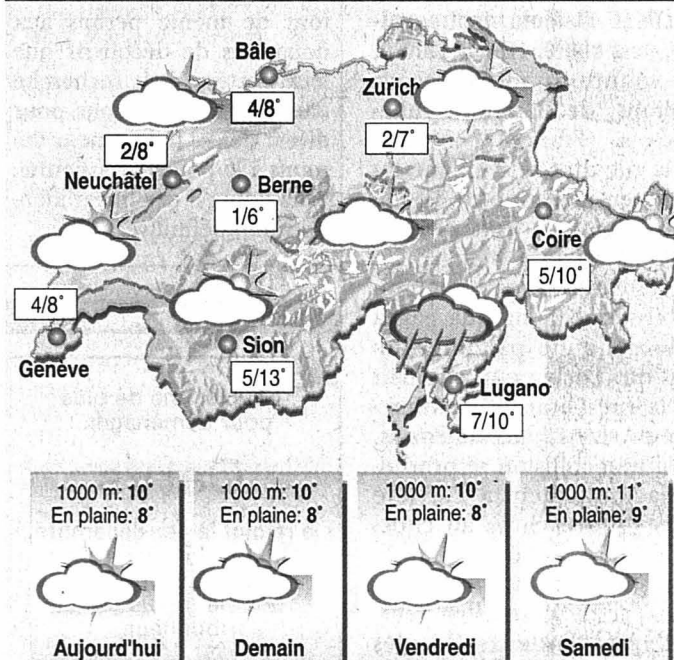 Bâle
4/8°
Zurich
2/7°
2/8°
Neuchâtel
Berne
1/6°
Coire
5/10°
4/8°
Genève
Sion
5/13°
Lugano
7/10°
1000 m: 10°
En plaine: 8°
Aujourd'hui
1000 m: 10°
En plaine: 8°
Demain
1000 m: 10°
En plaine: 8°
Vendredi
1000 m: 11°
En plaine: 9°
Samedi